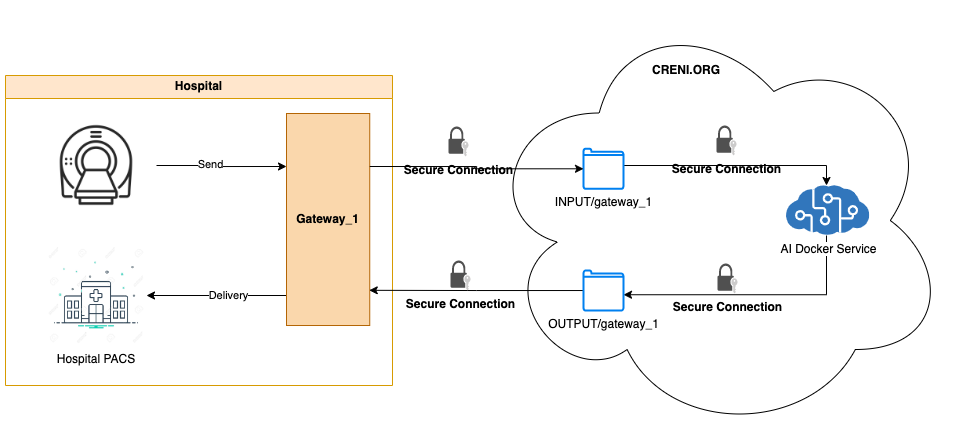 CRENI.ORG
Hospital
Send
Secure Connection
Secure Connection
INPUT/gateway_1
Gateway_1
AI Docker Service
Delivery
Secure Connection
Secure Connection
OUTPUT/gateway_1
Hospital PACS